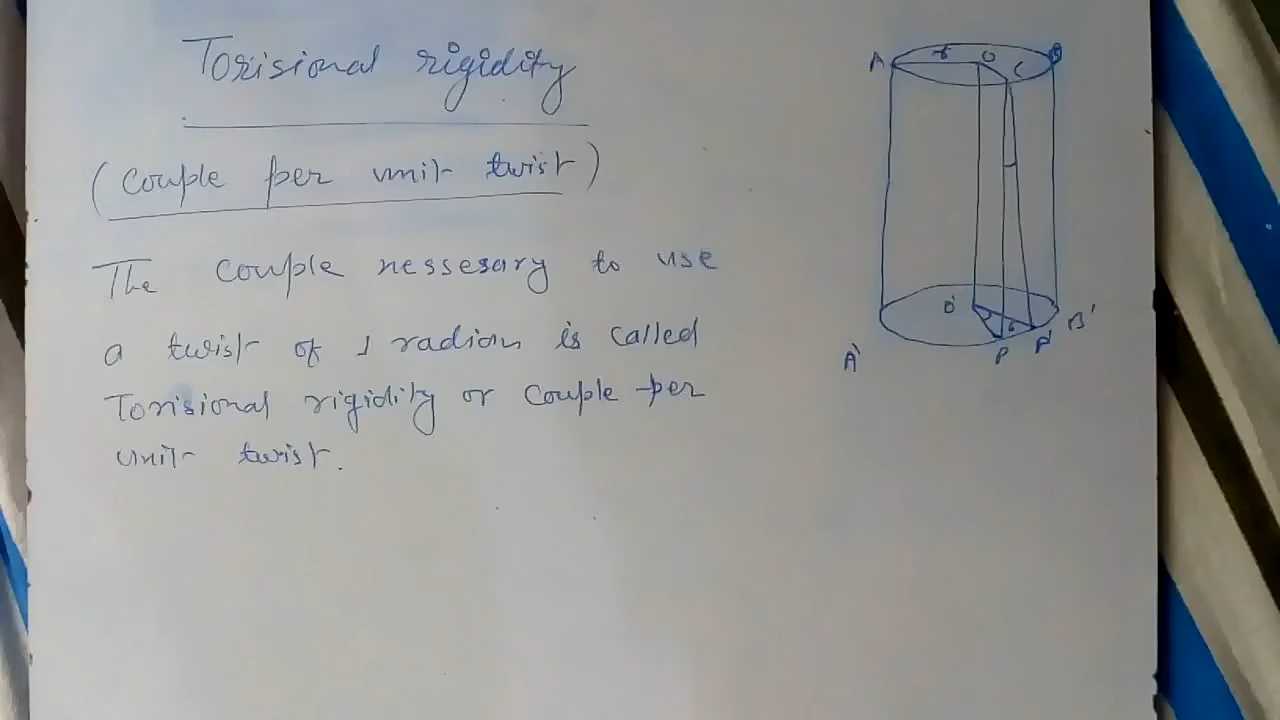 Torisional rigidity
(Couple per unit twist)
The couple nessesary to use
a twist of 1 radian is called
Torisional rigidity or Couple per
unit twist.
A r O C B
O' B'
A' P P'